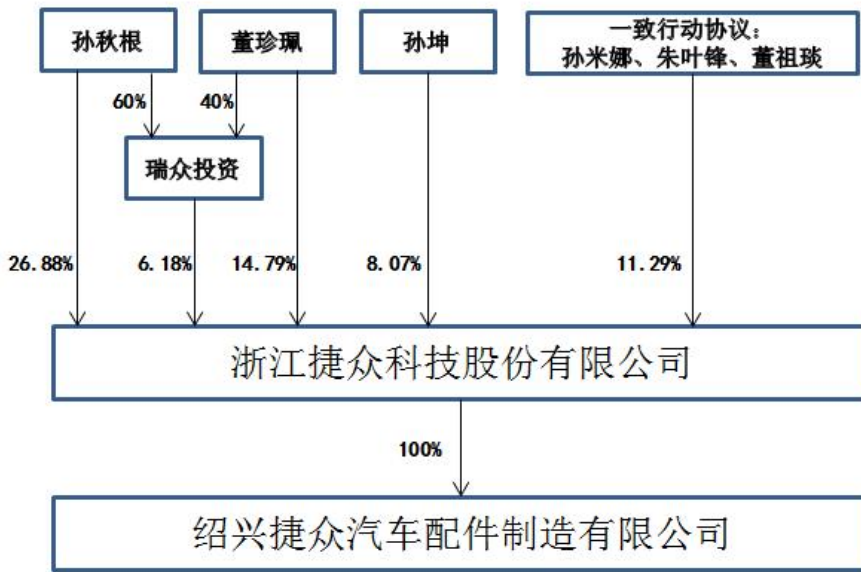 孙秋根
董珍珮
孙坤
一致行动协议:
孙米娜、朱叶锋、董祖琰
60%
40%
瑞众投资
26.88%
6.18%
14.79%
8.07%
11.29%
浙江捷众科技股份有限公司
100%
绍兴捷众汽车配件制造有限公司